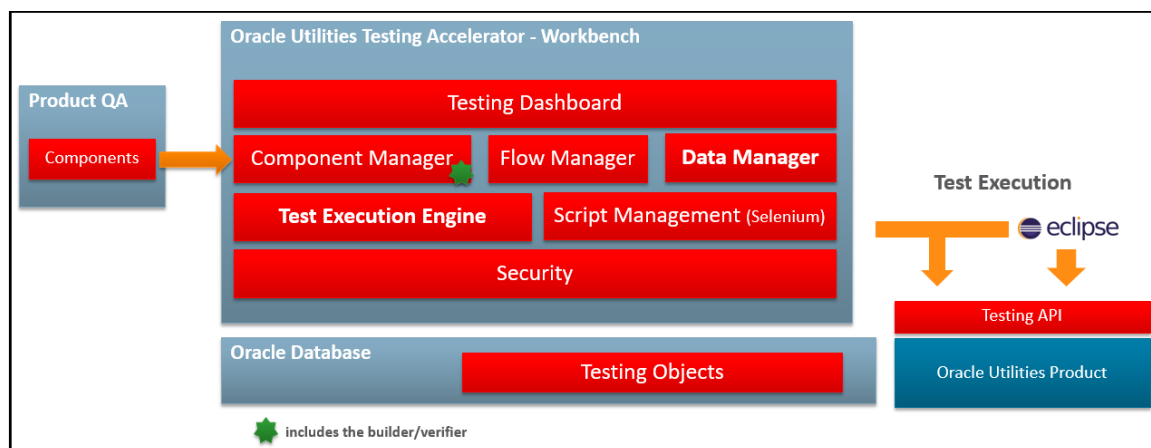 Oracle Utilities Testing Accelerator - Workbench
Product QA
Components
Testing Dashboard
Component Manager
Flow Manager
Data Manager
Test Execution Engine
Script Management (Selenium)
Security
Test Execution
eclipse
Testing API
Oracle Utilities Product
Oracle Database
Testing Objects
includes the builder/verifier